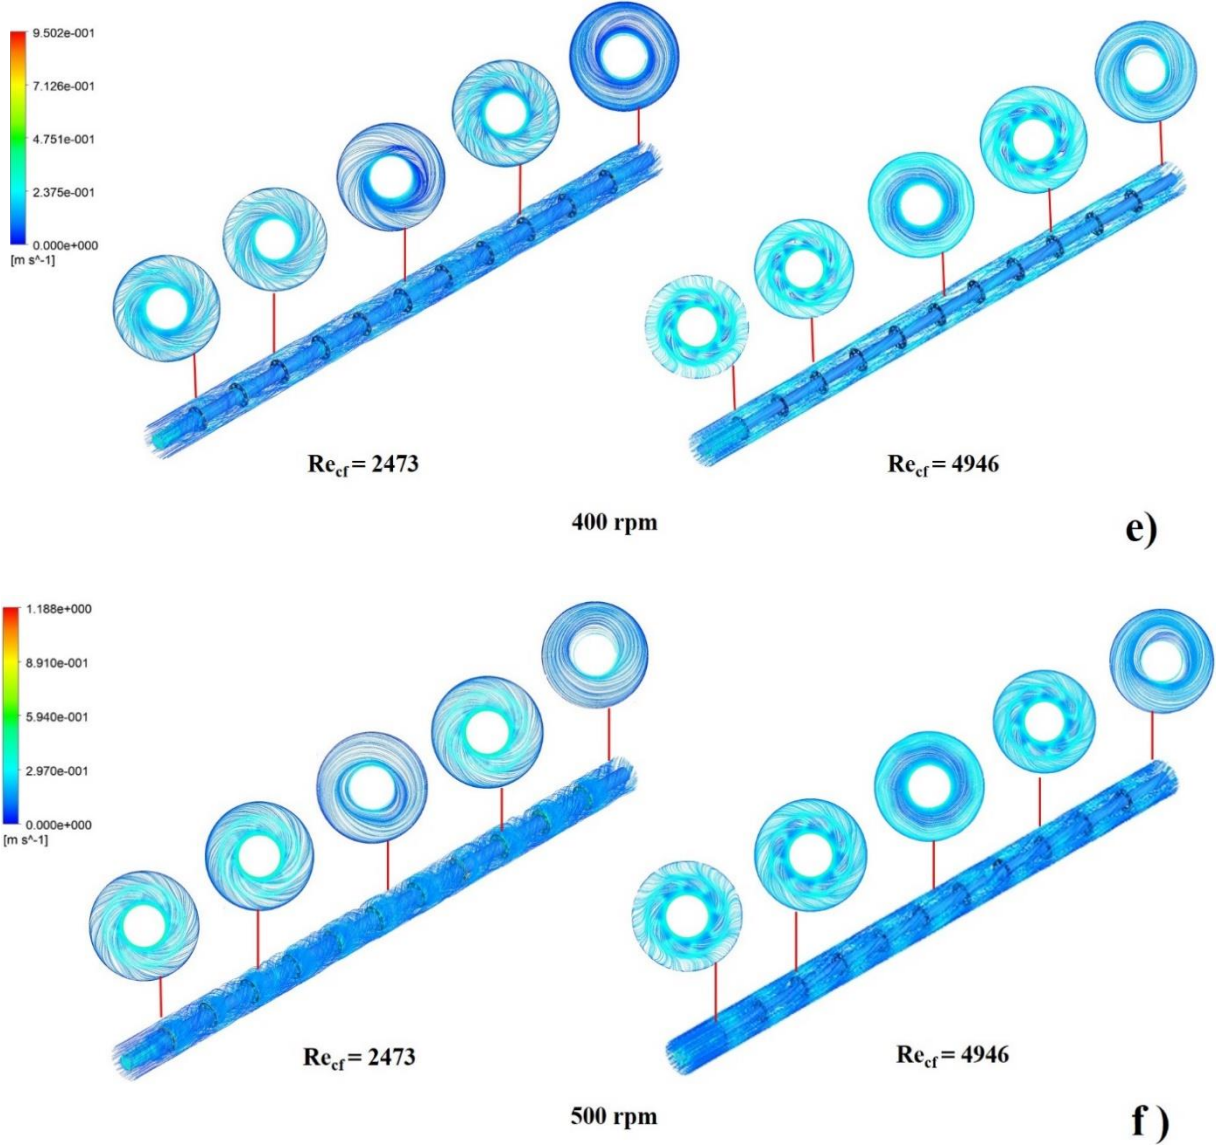 9.502e-001
7.126e-001
4.751e-001
2.375e-001
0.000e+000
[m s^-1]
Re_cf = 2473
Re_cf = 4946
400 rpm
e)
1.188e+000
8.910e-001
5.940e-001
2.970e-001
0.000e+000
[m s^-1]
Re_cf = 2473
Re_cf = 4946
500 rpm
f )